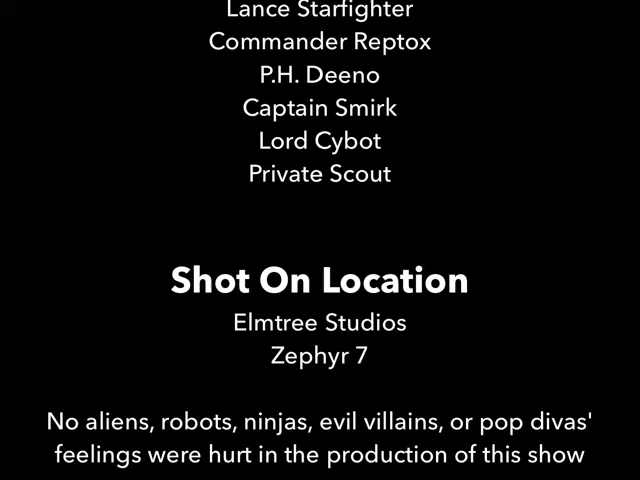 Lance Starfighter
Commander Reptox
P.H. Deeno
Captain Smirk
Lord Cybot
Private Scout
Shot On Location
Elmtree Studios
Zephyr 7
No aliens, robots, ninjas, evil villains, or pop divas'
feelings were hurt in the production of this show